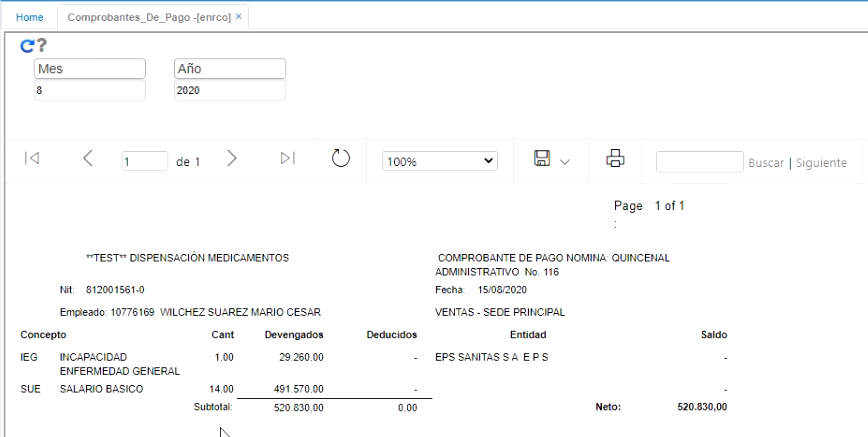 Home Comprobantes_De_Pago -[enrco] ×
?
Mes Año
8 2020
1 de 1 100% Buscar | Siguiente
Page 1 of 1
:
**TEST** DISPENSACIÓN MEDICAMENTOS COMPROBANTE DE PAGO NOMINA: QUINCENAL
ADMINISTRATIVO No. 116
Nit: 812001561-0 Fecha: 15/08/2020
Empleado: 10776169 WILCHEZ SUAREZ MARIO CESAR VENTAS - SEDE PRINCIPAL
Concepto Cant Devengados Deducidos Entidad Saldo
IEG INCAPACIDAD 1,00 29.260,00 - EPS SANITAS S A E P S -
ENFERMEDAD GENERAL
SUE SALARIO BASICO 14,00 491.570,00 - -
Subtotal: 520.830,00 0,00 Neto: 520.830,00